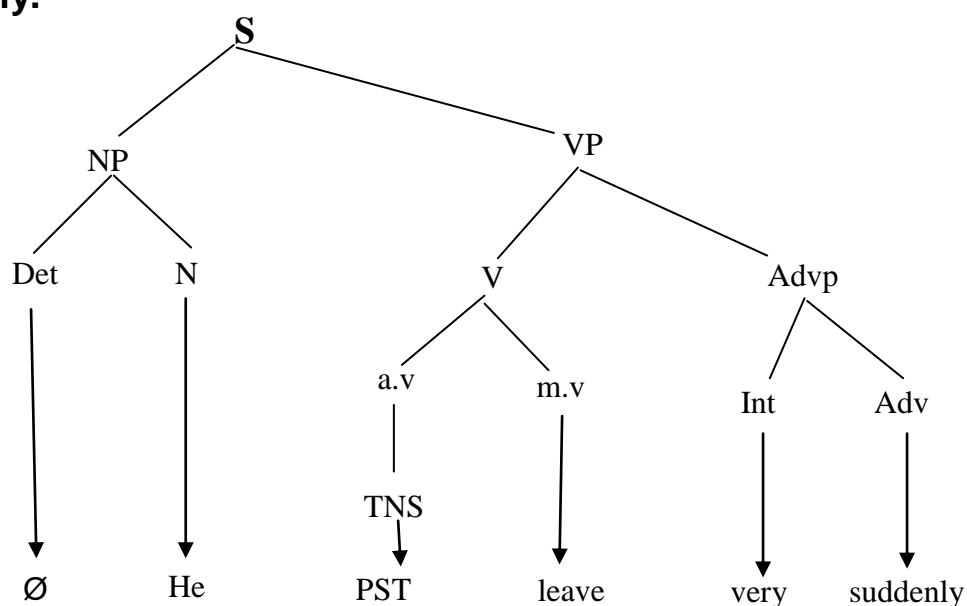 ly.
S
NP VP
Det N V Advp
a.v m.v Int Adv
TNS
Ø He PST leave very suddenly